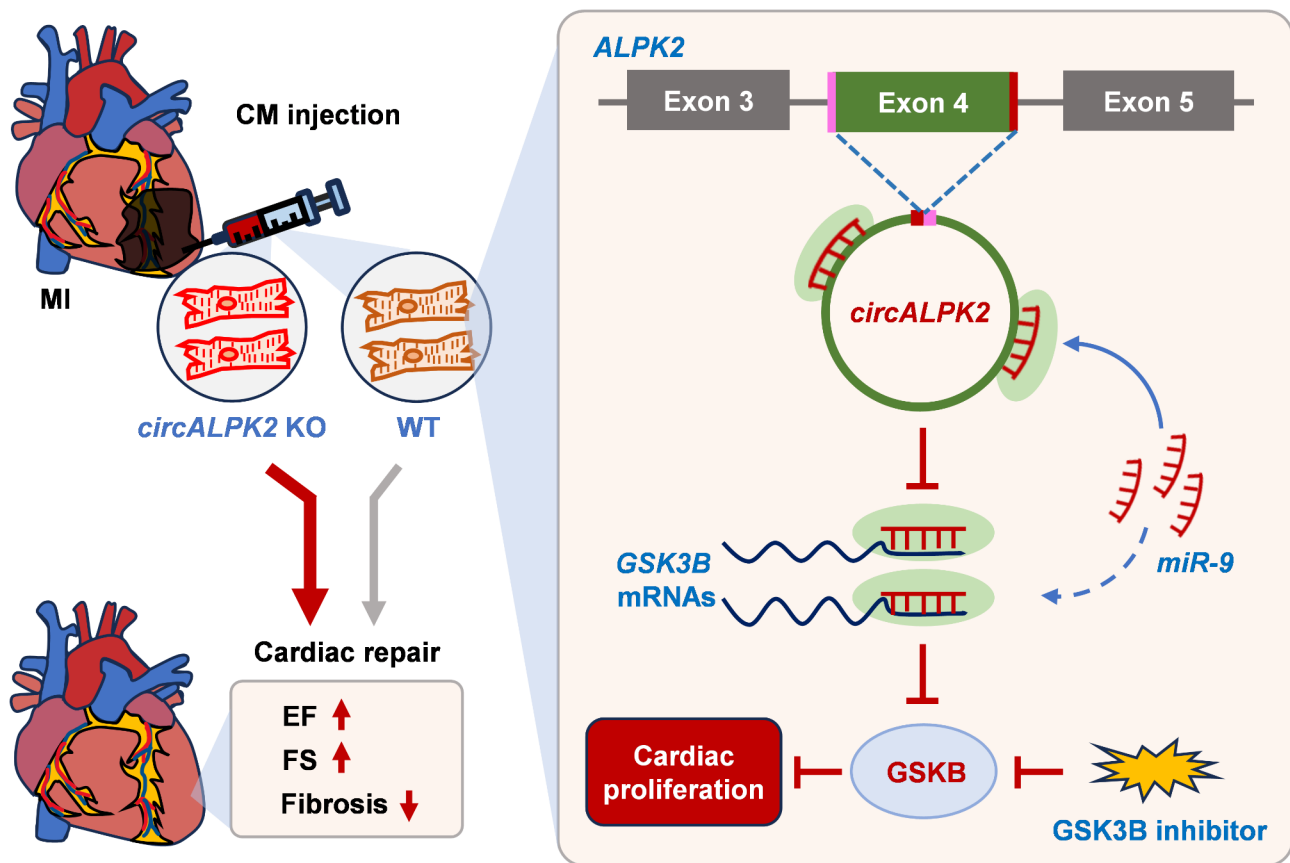 CM injection
MI
circALPK2 KO
WT
Cardiac repair
EF
FS
Fibrosis
ALPK2
Exon 3
Exon 4
Exon 5
circALPK2
miR-9
GSK3B
mRNAs
Cardiac
proliferation
GSKB
GSK3B inhibitor